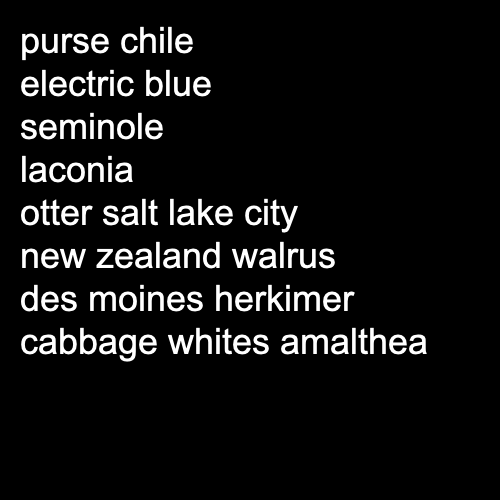 purse chile
electric blue
seminole
laconia
otter salt lake city
new zealand walrus
des moines herkimer
cabbage whites amalthea